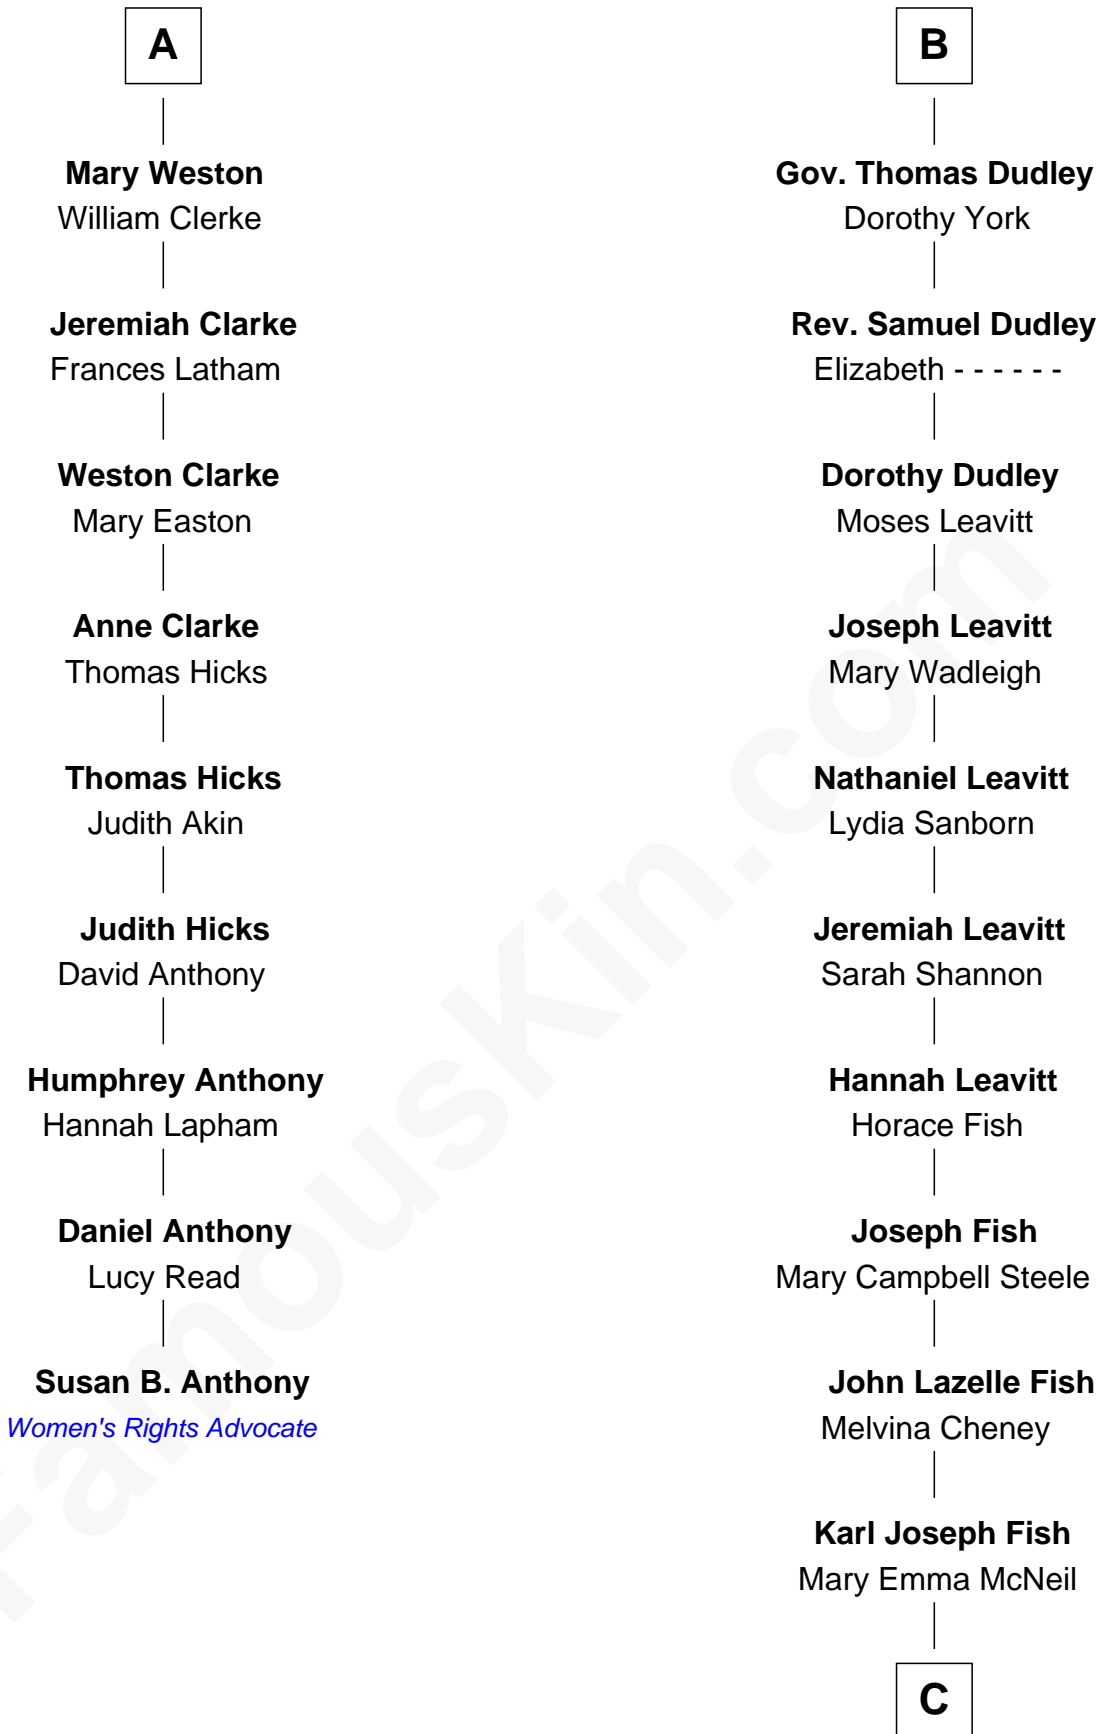 A
Mary Weston
William Clerke
Jeremiah Clarke
Frances Latham
Weston Clarke
Mary Easton
Anne Clarke
Thomas Hicks
Thomas Hicks
Judith Akin
Judith Hicks
David Anthony
Humphrey Anthony
Hannah Lapham
Daniel Anthony
Lucy Read
Susan B. Anthony
Women's Rights Advocate
B
Gov. Thomas Dudley
Dorothy York
Rev. Samuel Dudley
Elizabeth - - - - - -
Dorothy Dudley
Moses Leavitt
Joseph Leavitt
Mary Wadleigh
Nathaniel Leavitt
Lydia Sanborn
Jeremiah Leavitt
Sarah Shannon
Hannah Leavitt
Horace Fish
Joseph Fish
Mary Campbell Steele
John Lazelle Fish
Melvina Cheney
Karl Joseph Fish
Mary Emma McNeil
C
FamousKin.com